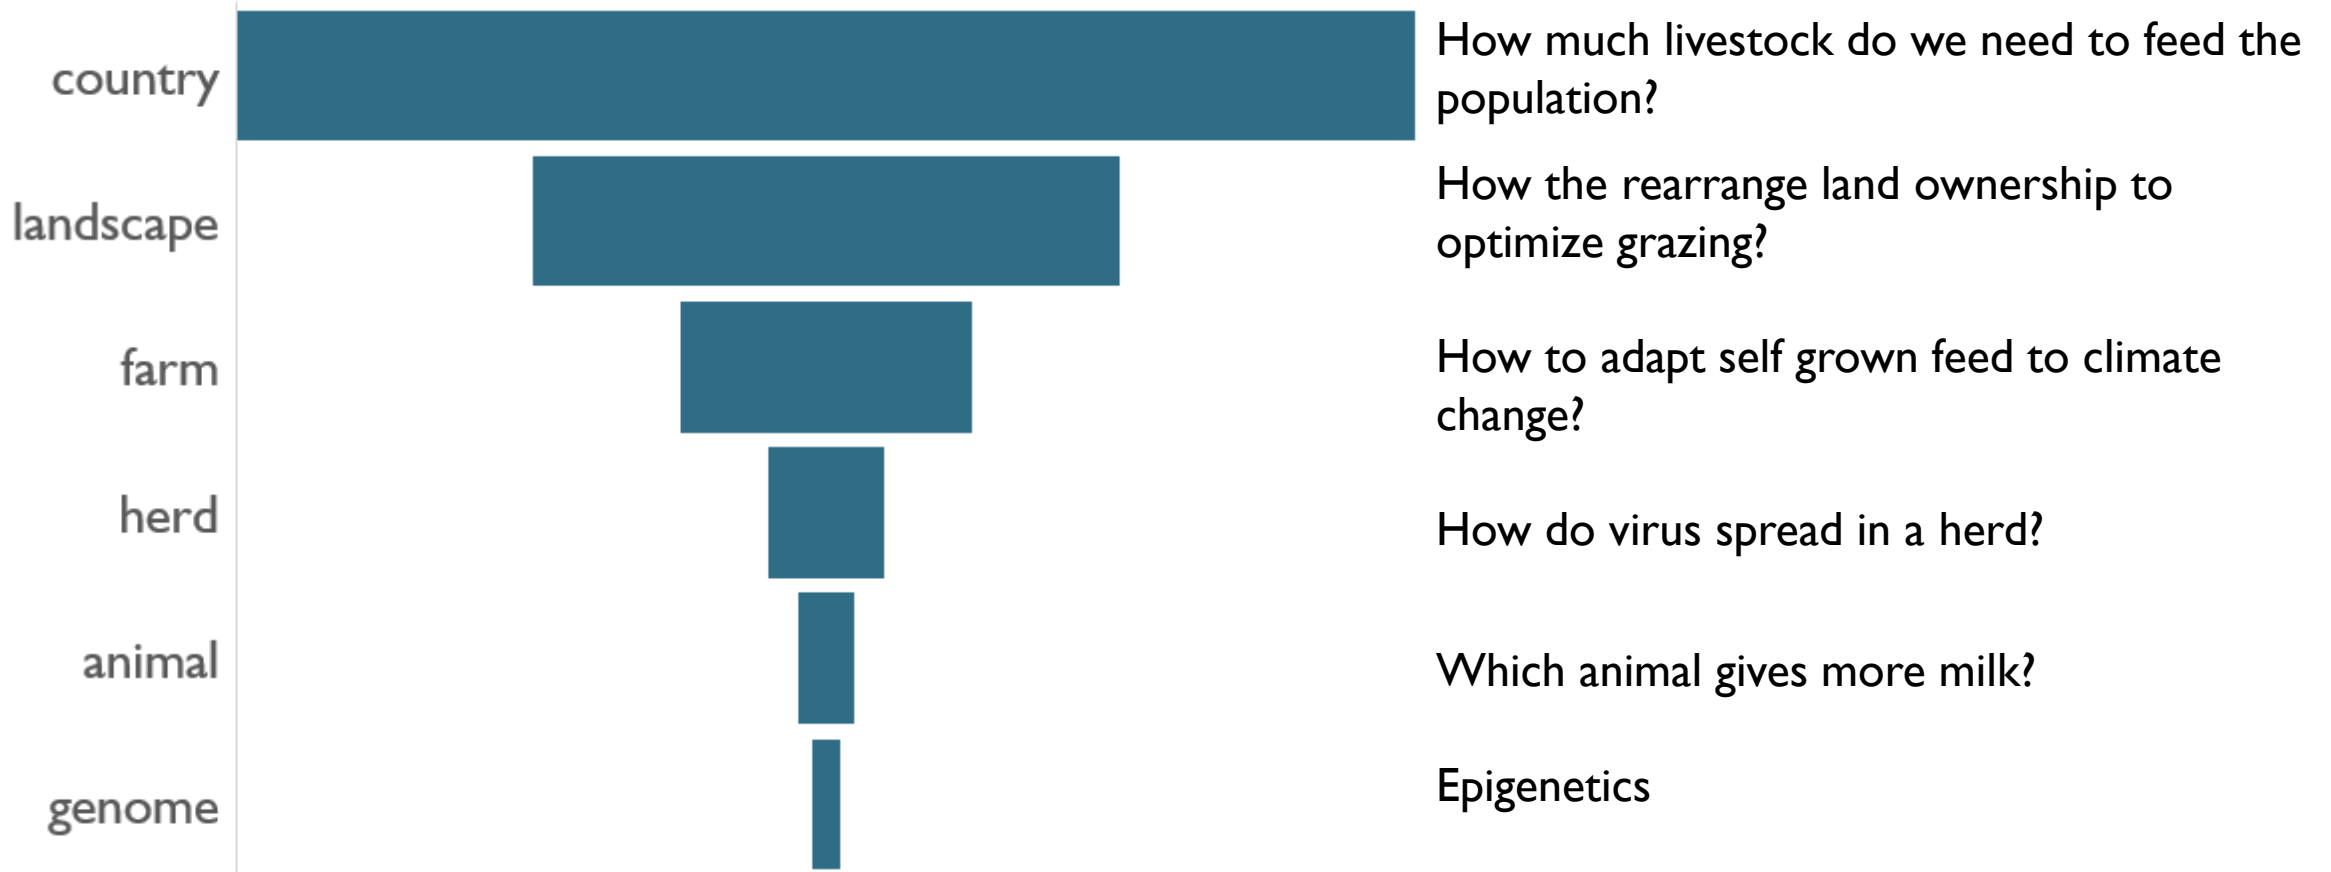 country
How much livestock do we need to feed the
population?
landscape
How the rearrange land ownership to
optimize grazing?
farm
How to adapt self grown feed to climate
change?
herd
How do virus spread in a herd?
animal
Which animal gives more milk?
genome
Epigenetics